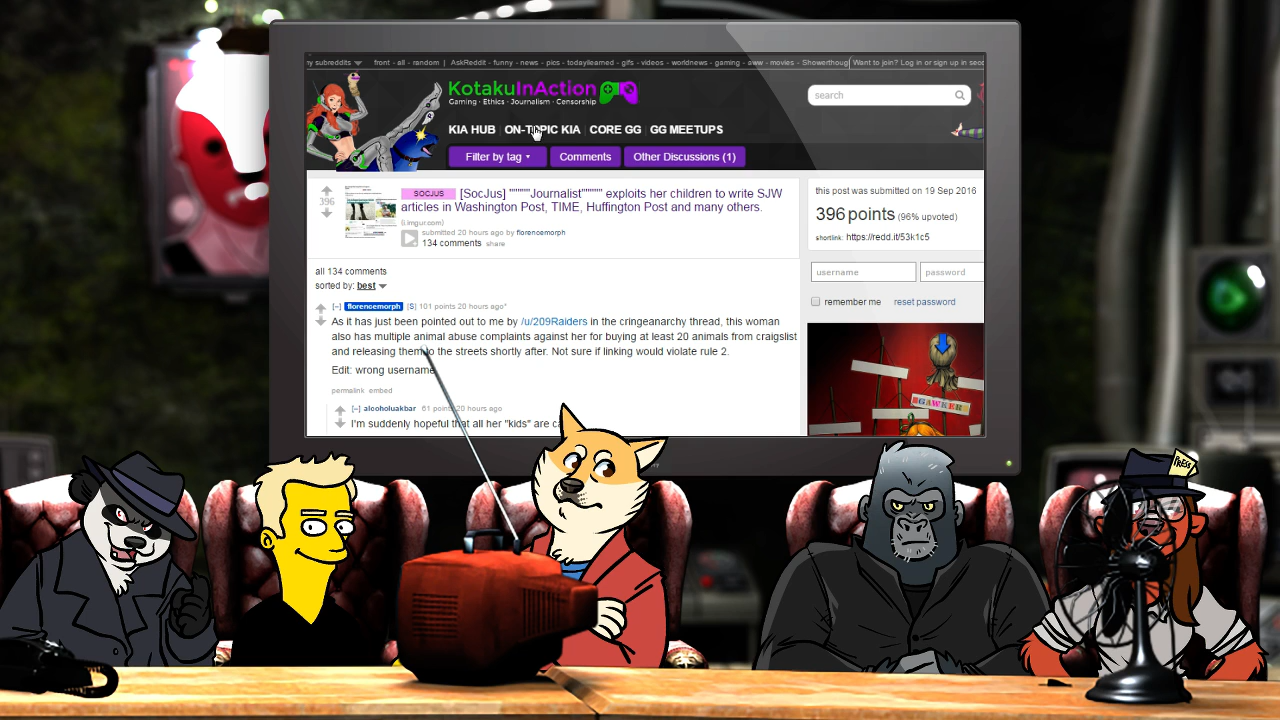 my subreddits front - all - random | AskReddit - funny - news - pics - todayilearned - gifs - videos - worldnews - gaming - aww - movies - Showerthoug Want to join? Log in or sign up in seco
KotakuInAction
Gaming · Ethics · Journalism · Censorship
search
KIA HUB ON-TOPIC KIA CORE GG GG MEETUPS
Filter by tag Comments Other Discussions (1)
396
SOCJUS [SocJus] """""Journalist""""" exploits her children to write SJW
articles in Washington Post, TIME, Huffington Post and many others.
(i.imgur.com)
submitted 20 hours ago by florencemorph
134 comments share
this post was submitted on 19 Sep 2016
396 points (96% upvoted)
shortlink: https://redd.it/53k1c5
username password
remember me reset password
all 134 comments
sorted by: best
[–] florencemorph [S] 101 points 20 hours ago*
As it has just been pointed out to me by /u/209Raiders in the cringeanarchy thread, this woman
also has multiple animal abuse complaints against her for buying at least 20 animals from craigslist
and releasing them to the streets shortly after. Not sure if linking would violate rule 2.
Edit: wrong username
permalink embed
[–] alcoholuakbar 61 points 20 hours ago
I'm suddenly hopeful that all her "kids" are ca
GAWKER
PRESS